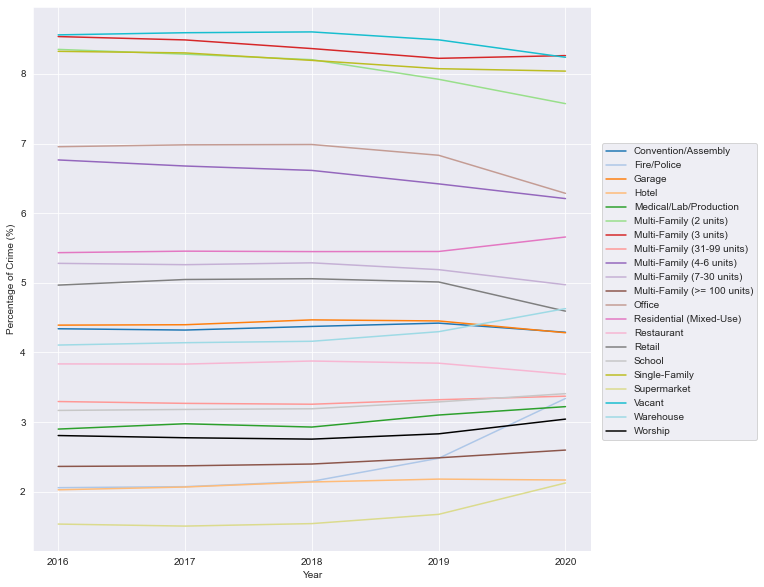 8
7
6
5
4
3
2
Percentage of Crime (%)
2016
2017
2018
2019
2020
Year
Convention/Assembly
Fire/Police
Garage
Hotel
Medical/Lab/Production
Multi-Family (2 units)
Multi-Family (3 units)
Multi-Family (31-99 units)
Multi-Family (4-6 units)
Multi-Family (7-30 units)
Multi-Family (>= 100 units)
Office
Residential (Mixed-Use)
Restaurant
Retail
School
Single-Family
Supermarket
Vacant
Warehouse
Worship